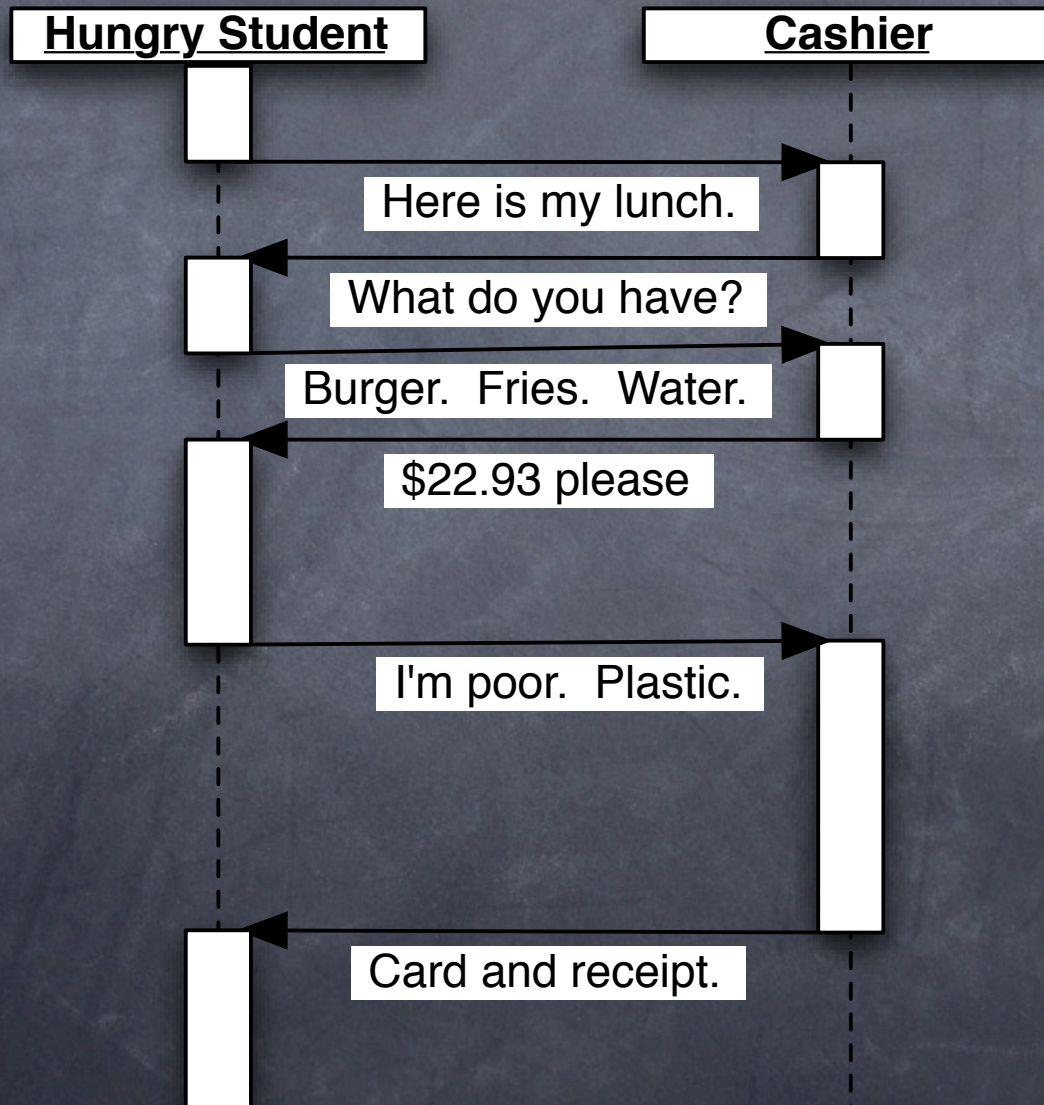 Hungry Student
Cashier
Here is my lunch.
What do you have?
Burger.  Fries.  Water.
$22.93 please
I'm poor.  Plastic.
Card and receipt.